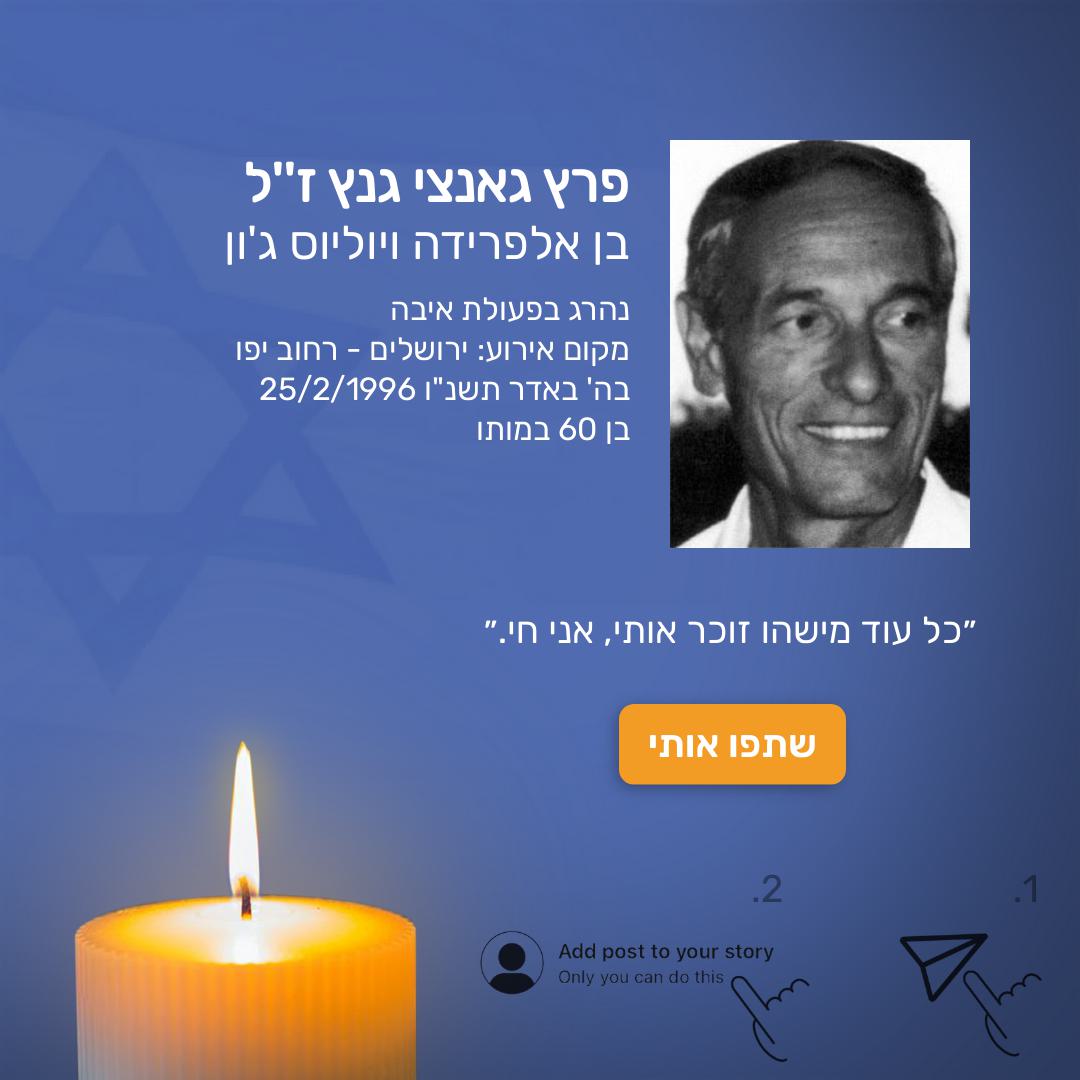 פרץ גאנצי גנץ ז"ל
בן אלפרידה ויוליוס ג'ון
נהרג בפעולת איבה
מקום אירוע: ירושלים - רחוב יפו
בה' באדר תשנ"ו 25/2/1996
בן 60 במותו
״כל עוד מישהו זוכר אותי, אני חי.״
שתפו אותי
.1
.2
Add post to your story
Only you can do this